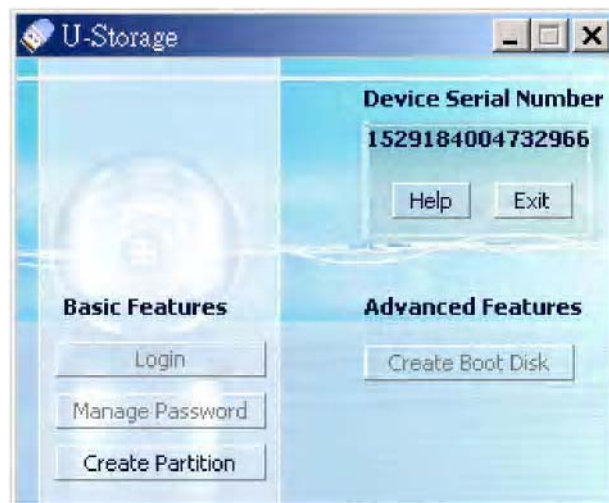 U-Storage
Device Serial Number
1529184004732966
Help
Exit
Basic Features
Advanced Features
Login
Create Boot Disk
Manage Password
Create Partition